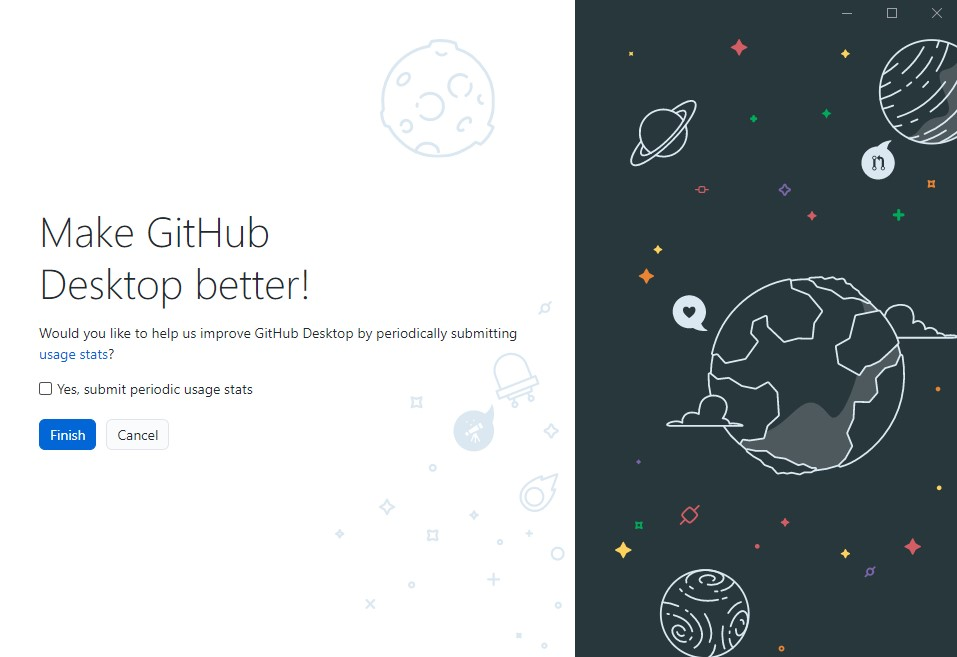 Make GitHub
Desktop better!
Would you like to help us improve GitHub Desktop by periodically submitting
usage stats?
Yes, submit periodic usage stats
Finish Cancel